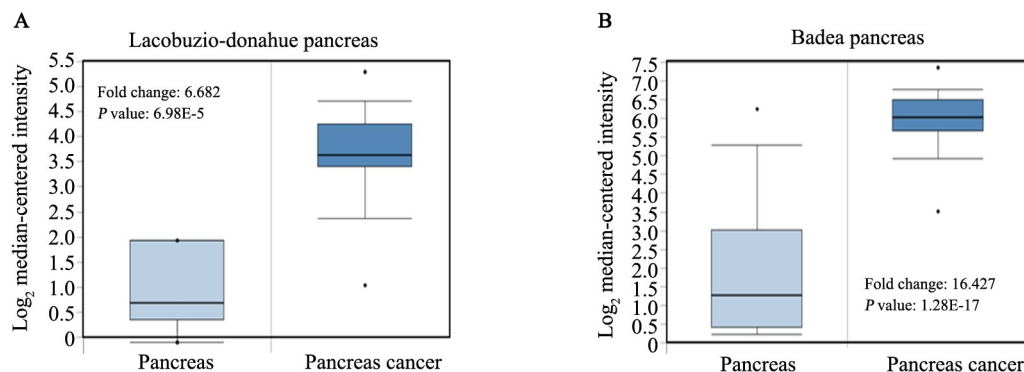 A
Lacobuzio-donahue pancreas
Log2 median-centered intensity
5.5
5.0
4.5
4.0
3.5
3.0
2.5
2.0
1.5
1.0
0.5
0
Fold change: 6.682
P value: 6.98E-5
Pancreas
Pancreas cancer
B
Badea pancreas
Log2 median-centered intensity
7.5
7.0
6.5
6.0
5.5
5.0
4.5
4.0
3.5
3.0
2.5
2.0
1.5
1.0
0.5
0
Fold change: 16.427
P value: 1.28E-17
Pancreas
Pancreas cancer